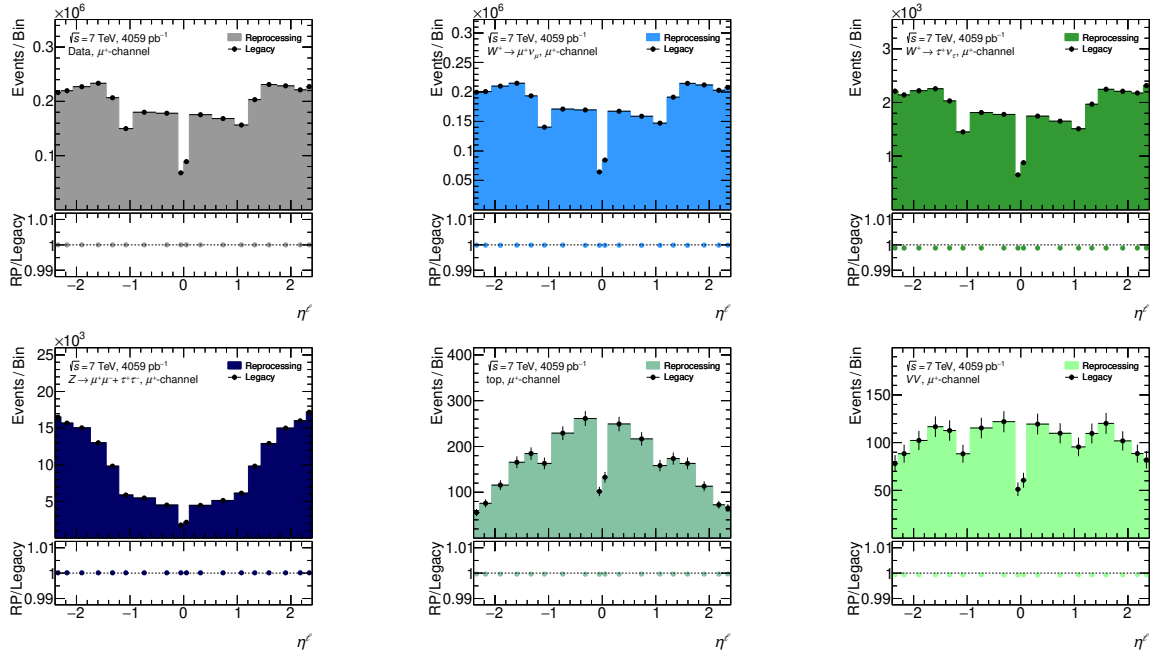 ×10⁶
Events / Bin
0.3
0.2
0.1
√s = 7 TeV, 4059 pb⁻¹
Data, μ⁺-channel
Reprocessing
Legacy
RP/Legacy
1.01
1
0.99
−2 −1 0 1 2
η^ℓ
×10⁶
Events / Bin
0.3
0.25
0.2
0.15
0.1
0.05
√s = 7 TeV, 4059 pb⁻¹
W⁺→ μ⁺ν_μ, μ⁺-channel
Reprocessing
Legacy
RP/Legacy
1.01
1
0.99
−2 −1 0 1 2
η^ℓ
×10³
Events / Bin
3
2
1
√s = 7 TeV, 4059 pb⁻¹
W⁺→ τ⁺ν_τ, μ⁺-channel
Reprocessing
Legacy
RP/Legacy
1.01
1
0.99
−2 −1 0 1 2
η^ℓ
×10³
Events / Bin
25
20
15
10
5
√s = 7 TeV, 4059 pb⁻¹
Z → μ⁺μ⁻ + τ⁺τ⁻, μ⁺-channel
Reprocessing
Legacy
RP/Legacy
1.01
1
0.99
−2 −1 0 1 2
η^ℓ
Events / Bin
400
300
200
100
√s = 7 TeV, 4059 pb⁻¹
top, μ⁺-channel
Reprocessing
Legacy
RP/Legacy
1.01
1
0.99
−2 −1 0 1 2
η^ℓ
Events / Bin
150
100
50
√s = 7 TeV, 4059 pb⁻¹
VV, μ⁺-channel
Reprocessing
Legacy
RP/Legacy
1.01
1
0.99
−2 −1 0 1 2
η^ℓ